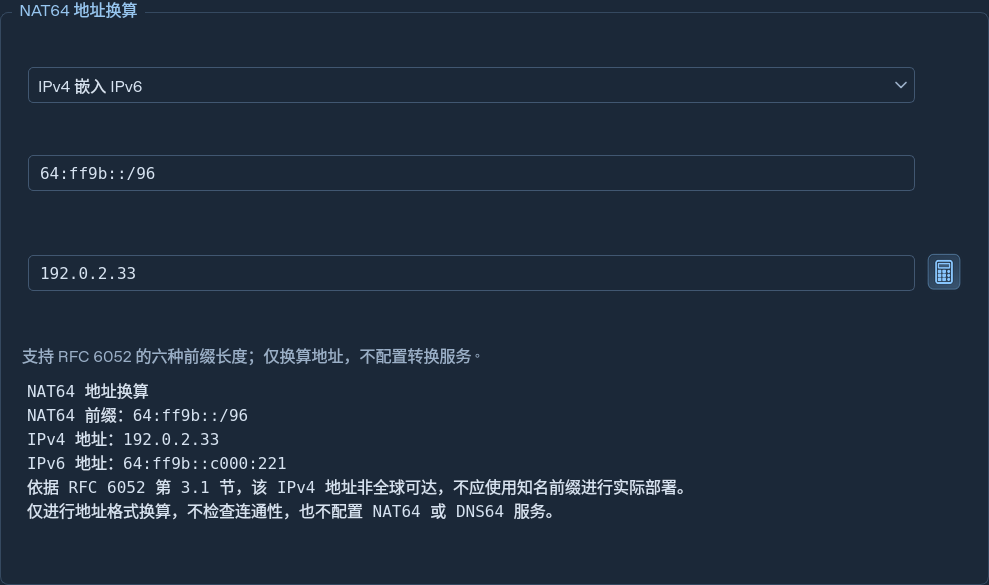 NAT64 地址换算
IPv4 嵌入 IPv6
64:ff9b::/96
192.0.2.33
支持 RFC 6052 的六种前缀长度；仅换算地址，不配置转换服务。
NAT64 地址换算
NAT64 前缀：64:ff9b::/96
IPv4 地址：192.0.2.33
IPv6 地址：64:ff9b::c000:221
依据 RFC 6052 第 3.1 节，该 IPv4 地址非全球可达，不应使用知名前缀进行实际部署。
仅进行地址格式换算，不检查连通性，也不配置 NAT64 或 DNS64 服务。